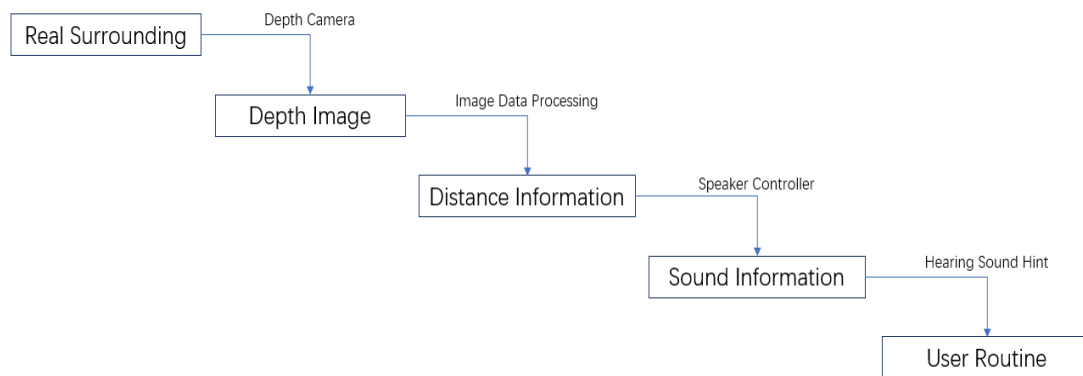 Real Surrounding
Depth Camera
Depth Image
Image Data Processing
Distance Information
Speaker Controller
Sound Information
Hearing Sound Hint
User Routine